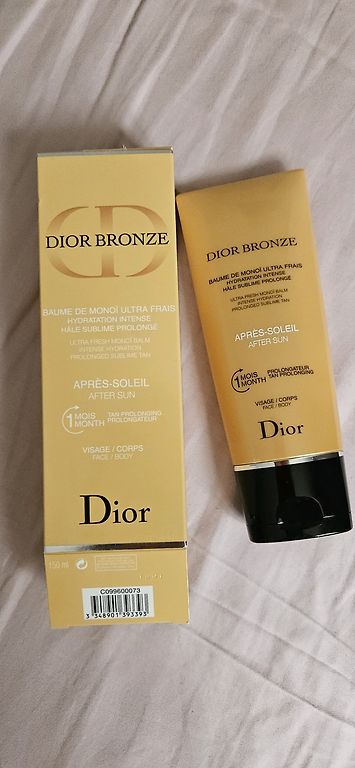 DIOR BRONZE
BAUME DE MONOÏ ULTRA FRAIS
HYDRATATION INTENSE
HÂLE SUBLIME PROLONGÉ
ULTRA FRESH MONOÏ BALM
INTENSE HYDRATION
PROLONGED SUBLIME TAN
APRÈS-SOLEIL
AFTER SUN
1 MOIS
MONTH
TAN PROLONGING
PROLONGATEUR
VISAGE / CORPS
FACE / BODY
Dior
150 ml
C099600073
3 348901 393393
DIOR BRONZE
BAUME DE MONOÏ ULTRA FRAIS
HYDRATATION INTENSE
HÂLE SUBLIME PROLONGÉ
ULTRA FRESH MONOÏ BALM
INTENSE HYDRATION
PROLONGED SUBLIME TAN
APRÈS-SOLEIL
AFTER SUN
1 MOIS
MONTH
PROLONGATEUR
TAN PROLONGING
VISAGE / CORPS
FACE / BODY
Dior